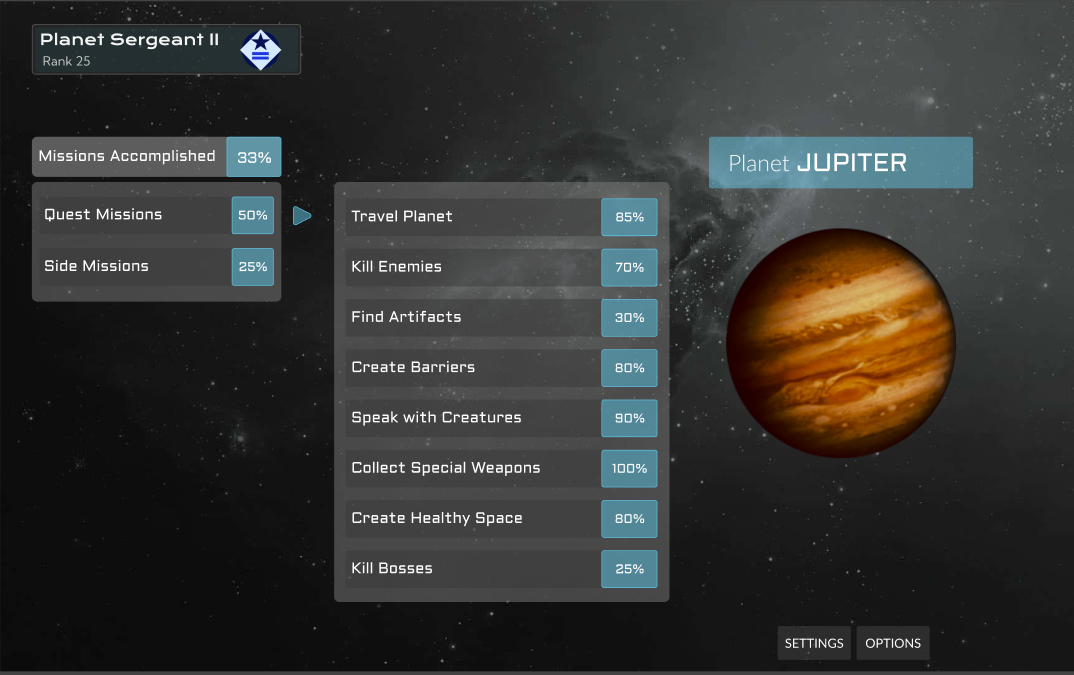 Planet Sergeant II
Rank 25
Missions Accomplished 33%
Quest Missions 50%
Side Missions 25%
Travel Planet 85%
Kill Enemies 70%
Find Artifacts 30%
Create Barriers 80%
Speak with Creatures 90%
Collect Special Weapons 100%
Create Healthy Space 80%
Kill Bosses 25%
Planet JUPITER
SETTINGS OPTIONS